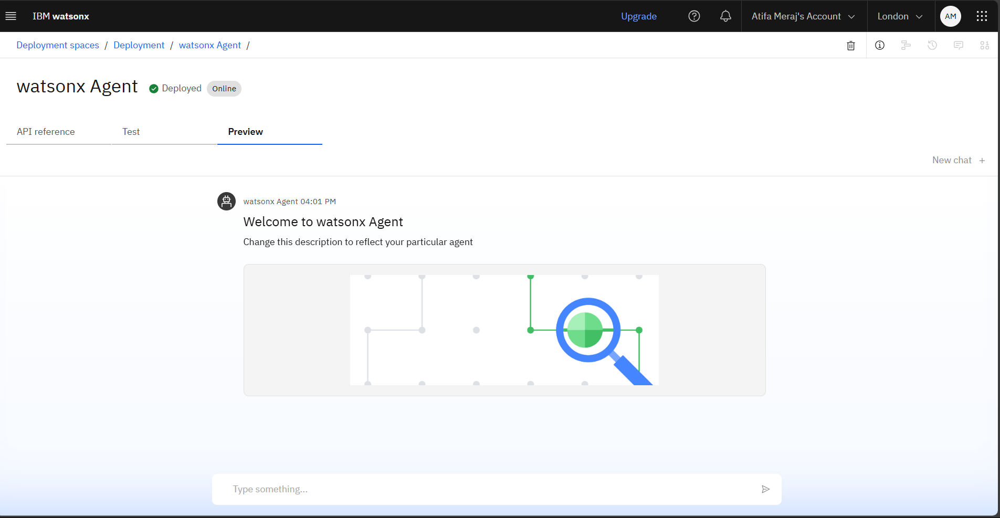 IBM watsonx
Upgrade
Atifa Meraj's Account
London
AM
Deployment spaces / Deployment / watsonx Agent /
watsonx Agent
Deployed
Online
API reference
Test
Preview
New chat +
watsonx Agent 04:01 PM
Welcome to watsonx Agent
Change this description to reflect your particular agent
Type something...